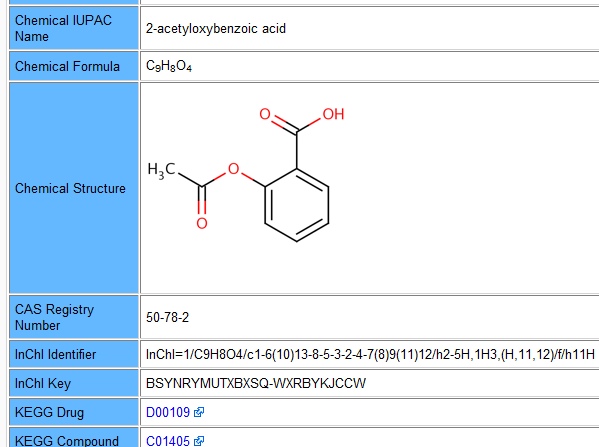 Chemical IUPAC
Name
2-acetyloxybenzoic acid
Chemical Formula
C₉H₈O₄
Chemical Structure
O
OH
H₃C
O
O
CAS Registry
Number
50-78-2
InChI Identifier
InChI=1/C9H8O4/c1-6(10)13-8-5-3-2-4-7(8)9(11)12/h2-5H,1H3,(H,11,12)/f/h11H
InChI Key
BSYNRYMUTXBXSQ-WXRBYKJCCW
KEGG Drug
D00109
KEGG Compound
C01405